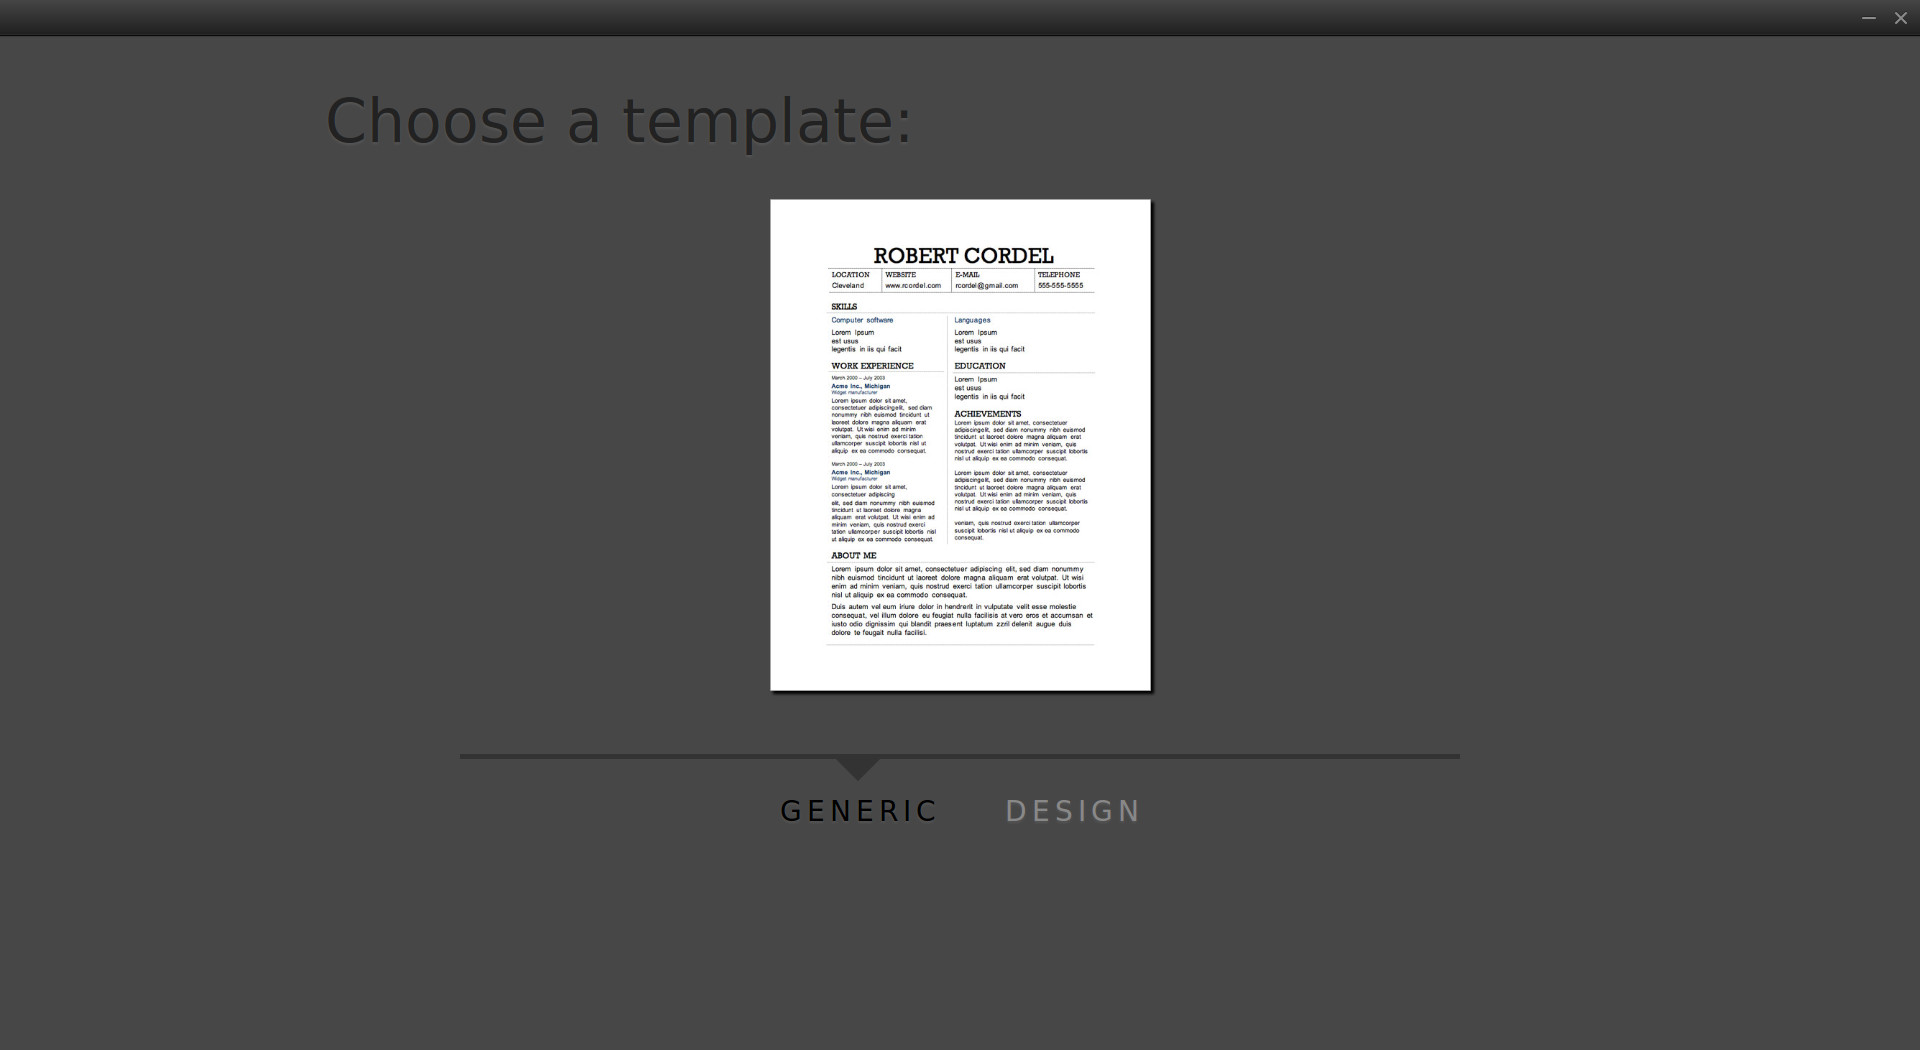 Choose a template:
ROBERT CORDEL
LOCATION WEBSITE E-MAIL TELEPHONE
Cleveland www.rcordel.com rcordel@gmail.com 555-555-5555
SKILLS
Computer software
Lorem Ipsum
est usus
legentis in iis qui facit
Languages
Lorem Ipsum
est usus
legentis in iis qui facit
WORK EXPERIENCE
March 2000 – July 2003
Acme Inc., Michigan
Widget manufacturer
Lorem ipsum dolor sit amet,
consectetuer adipiscing elit, sed diam
nonummy nibh euismod tincidunt ut
laoreet dolore magna aliquam erat
volutpat. Ut wisi enim ad minim
veniam, quis nostrud exerci tation
ullamcorper suscipit lobortis nisl ut
aliquip ex ea commodo consequat.
March 2000 – July 2003
Acme Inc., Michigan
Widget manufacturer
Lorem ipsum dolor sit amet,
consectetuer adipiscing
elit, sed diam nonummy nibh euismod
tincidunt ut laoreet dolore magna
aliquam erat volutpat. Ut wisi enim ad
minim veniam, quis nostrud exerci
tation ullamcorper suscipit lobortis nisl
ut aliquip ex ea commodo consequat.
EDUCATION
Lorem Ipsum
est usus
legentis in iis qui facit
ACHIEVEMENTS
Lorem ipsum dolor sit amet, consectetuer
adipiscing elit, sed diam nonummy nibh euismod
tincidunt ut laoreet dolore magna aliquam erat
volutpat. Ut wisi enim ad minim veniam, quis
nostrud exerci tation ullamcorper suscipit lobortis
nisl ut aliquip ex ea commodo consequat.
Lorem ipsum dolor sit amet, consectetuer
adipiscing elit, sed diam nonummy nibh euismod
tincidunt ut laoreet dolore magna aliquam erat
volutpat. Ut wisi enim ad minim veniam, quis
nostrud exerci tation ullamcorper suscipit lobortis
nisl ut aliquip ex ea commodo consequat.
veniam, quis nostrud exerci tation ullamcorper
suscipit lobortis nisl ut aliquip ex ea commodo
consequat.
ABOUT ME
Lorem ipsum dolor sit amet, consectetuer adipiscing elit, sed diam nonummy
nibh euismod tincidunt ut laoreet dolore magna aliquam erat volutpat. Ut wisi
enim ad minim veniam, quis nostrud exerci tation ullamcorper suscipit lobortis
nisl ut aliquip ex ea commodo consequat.
Duis autem vel eum iriure dolor in hendrerit in vulputate velit esse molestie
consequat, vel illum dolore eu feugiat nulla facilisis at vero eros et accumsan et
iusto odio dignissim qui blandit praesent luptatum zzril delenit augue duis
dolore te feugait nulla facilisi.
GENERIC DESIGN